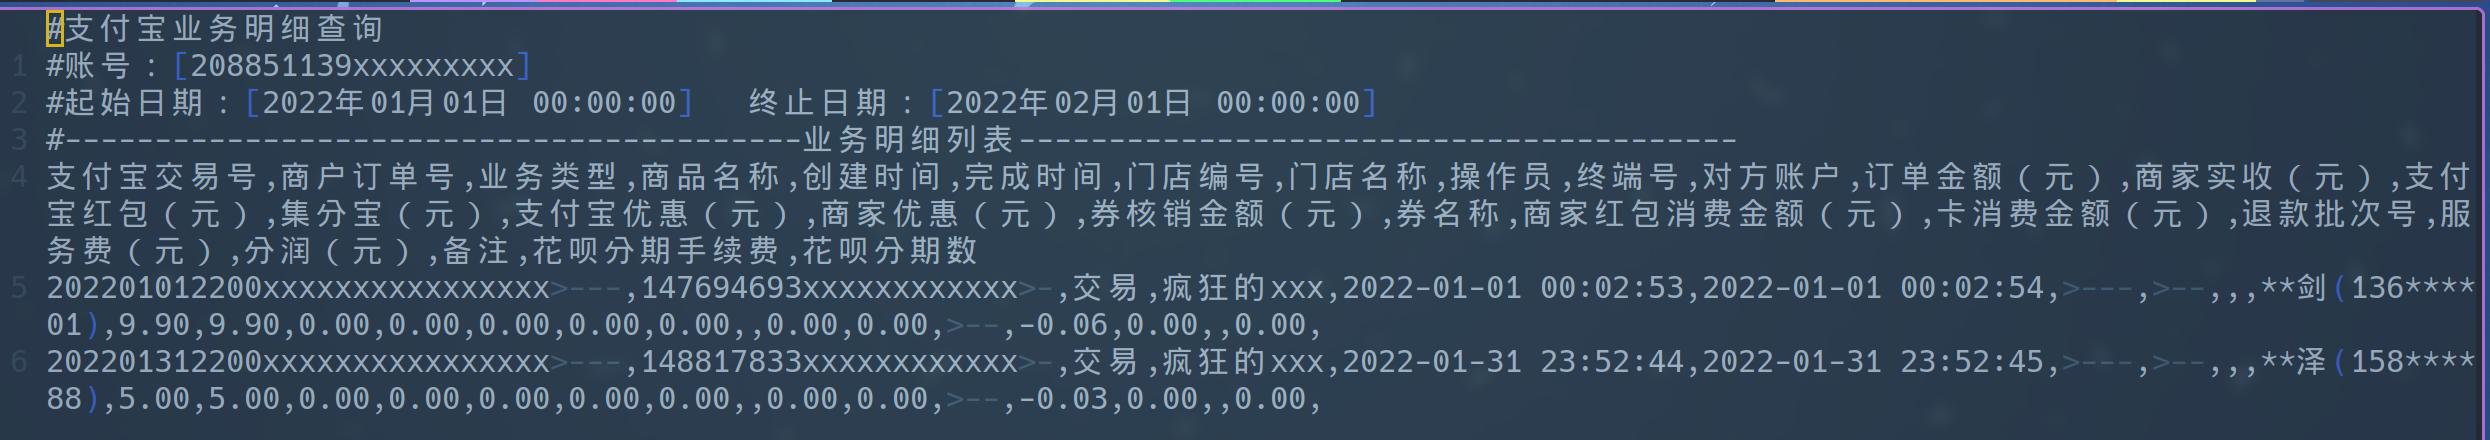 #支付宝业务明细查询
1 #账号：[208851139xxxxxxxxx]
2 #起始日期：[2022年01月01日 00:00:00]   终止日期：[2022年02月01日 00:00:00]
3 #-----------------------------------------业务明细列表----------------------------------------
4 支付宝交易号,商户订单号,业务类型,商品名称,创建时间,完成时间,门店编号,门店名称,操作员,终端号,对方账户,订单金额（元）,商家实收（元）,支付
宝红包（元）,集分宝（元）,支付宝优惠（元）,商家优惠（元）,券核销金额（元）,券名称,商家红包消费金额（元）,卡消费金额（元）,退款批次号,服
务费（元）,分润（元）,备注,花呗分期手续费,花呗分期数
5 202201012200xxxxxxxxxxxxxxxx>---,147694693xxxxxxxxxxxx>-,交易,疯狂的xxx,2022-01-01 00:02:53,2022-01-01 00:02:54,>---,>--,,,**剑(136****
01),9.90,9.90,0.00,0.00,0.00,0.00,0.00,,0.00,0.00,>--,-0.06,0.00,,0.00,
6 202201312200xxxxxxxxxxxxxxxx>---,148817833xxxxxxxxxxxx>-,交易,疯狂的xxx,2022-01-31 23:52:44,2022-01-31 23:52:45,>---,>--,,,**泽(158****
88),5.00,5.00,0.00,0.00,0.00,0.00,0.00,,0.00,0.00,>--,-0.03,0.00,,0.00,